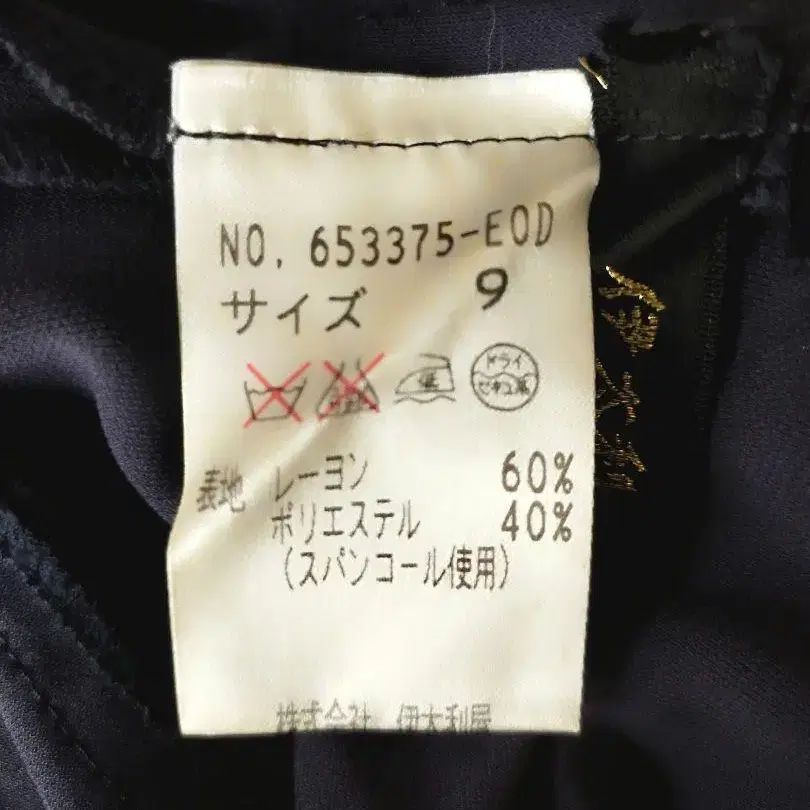 NO. 653375-EOD
サイズ 9
低
ドライ
セキユ系
表地 レーヨン 60%
ポリエステル 40%
(スパンコール使用)
株式会社 伊太利屋